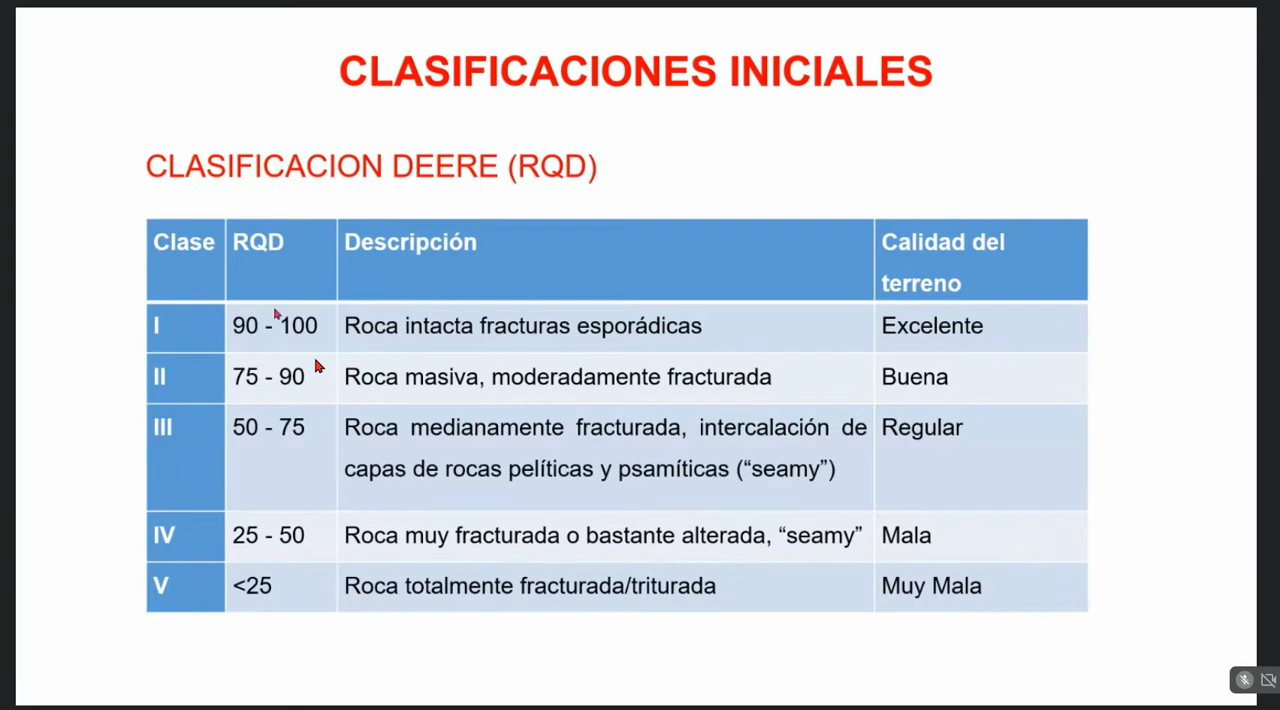 CLASIFICACIONES INICIALES
CLASIFICACION DEERE (RQD)
Clase RQD Descripción Calidad del
terreno
I 90 - 100 Roca intacta fracturas esporádicas Excelente
II 75 - 90 Roca masiva, moderadamente fracturada Buena
III 50 - 75 Roca medianamente fracturada, intercalación de Regular
capas de rocas pelíticas y psamíticas (“seamy”)
IV 25 - 50 Roca muy fracturada o bastante alterada, “seamy” Mala
V <25 Roca totalmente fracturada/triturada Muy Mala